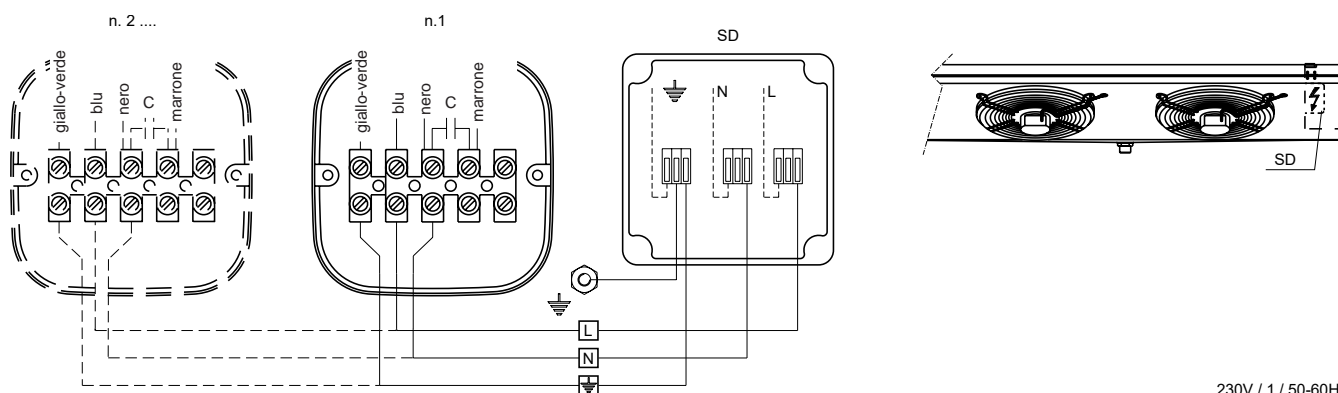 n. 2 ....
giallo-verde
blu
nero
C
marrone
n.1
giallo-verde
blu
nero
C
marrone
SD
N
L
SD
L
N
230V / 1 / 50-60H